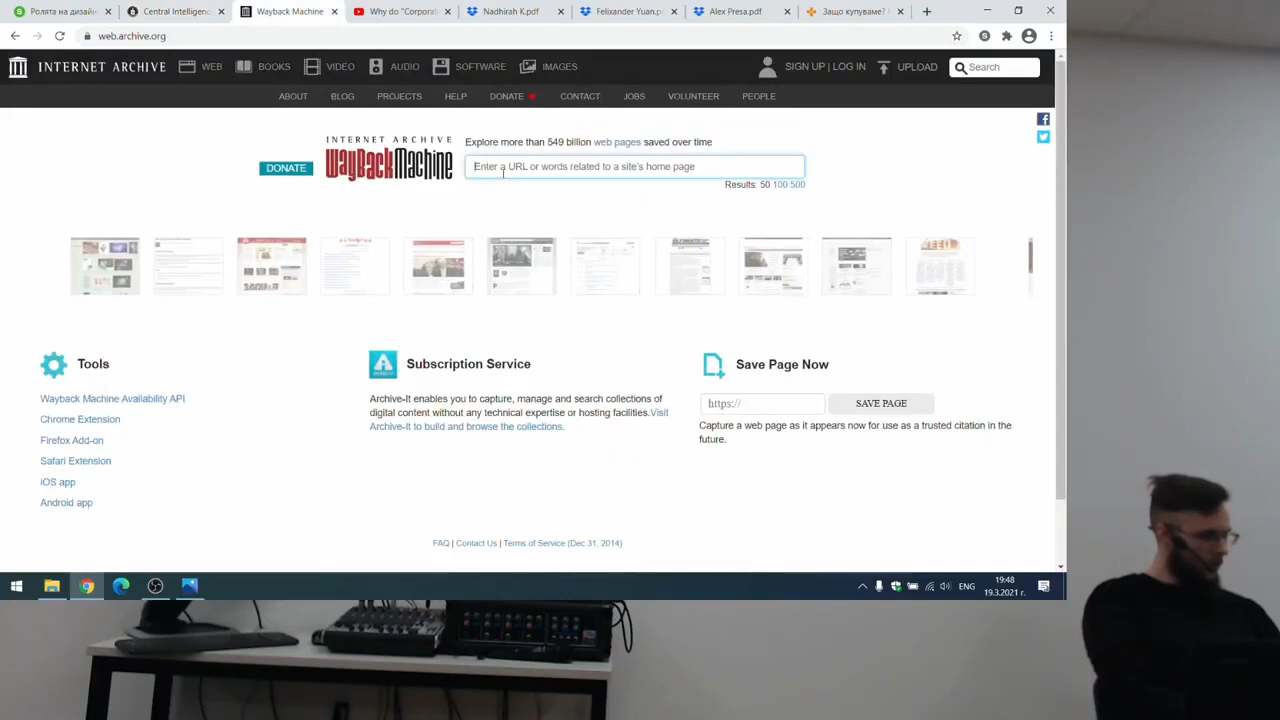 Ролята на дизайн
Central Intelligenc
Wayback Machine
Why do "Corporat
Nadhirah K.pdf
Felixander Yuan.p
Alex Presa.pdf
Защо купуваме? Н
web.archive.org
INTERNET ARCHIVE
WEB
BOOKS
VIDEO
AUDIO
SOFTWARE
IMAGES
SIGN UP | LOG IN
UPLOAD
Search
ABOUT
BLOG
PROJECTS
HELP
DONATE
CONTACT
JOBS
VOLUNTEER
PEOPLE
DONATE
INTERNET ARCHIVE
WayBackMachine
Explore more than 549 billion web pages saved over time
Enter a URL or words related to a site's home page
Results: 50 100 500
Tools
Wayback Machine Availability API
Chrome Extension
Firefox Add-on
Safari Extension
iOS app
Android app
Subscription Service
Archive-It enables you to capture, manage and search collections of
digital content without any technical expertise or hosting facilities. Visit
Archive-It to build and browse the collections.
Save Page Now
https://
SAVE PAGE
Capture a web page as it appears now for use as a trusted citation in the
future.
FAQ | Contact Us | Terms of Service (Dec 31, 2014)
ЕНГ
19:48
19.3.2021 г.